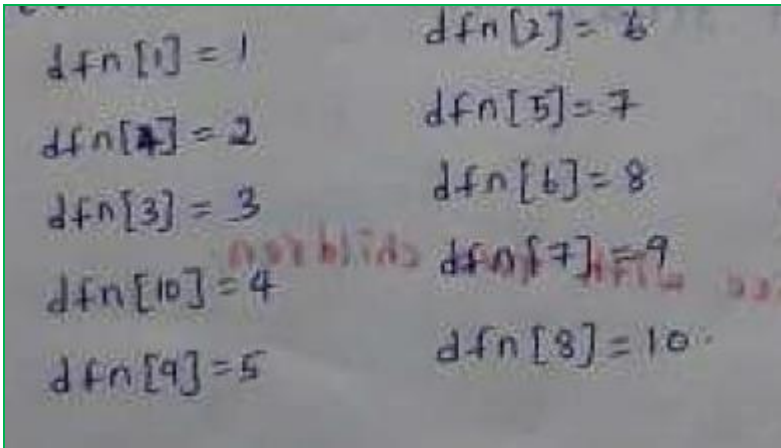 dfn[1] = 1
dfn[4] = 2
dfn[3] = 3
dfn[10] = 4
dfn[9] = 5
dfn[2] = 6
dfn[5] = 7
dfn[6] = 8
dfn[7] = 9
dfn[8] = 10